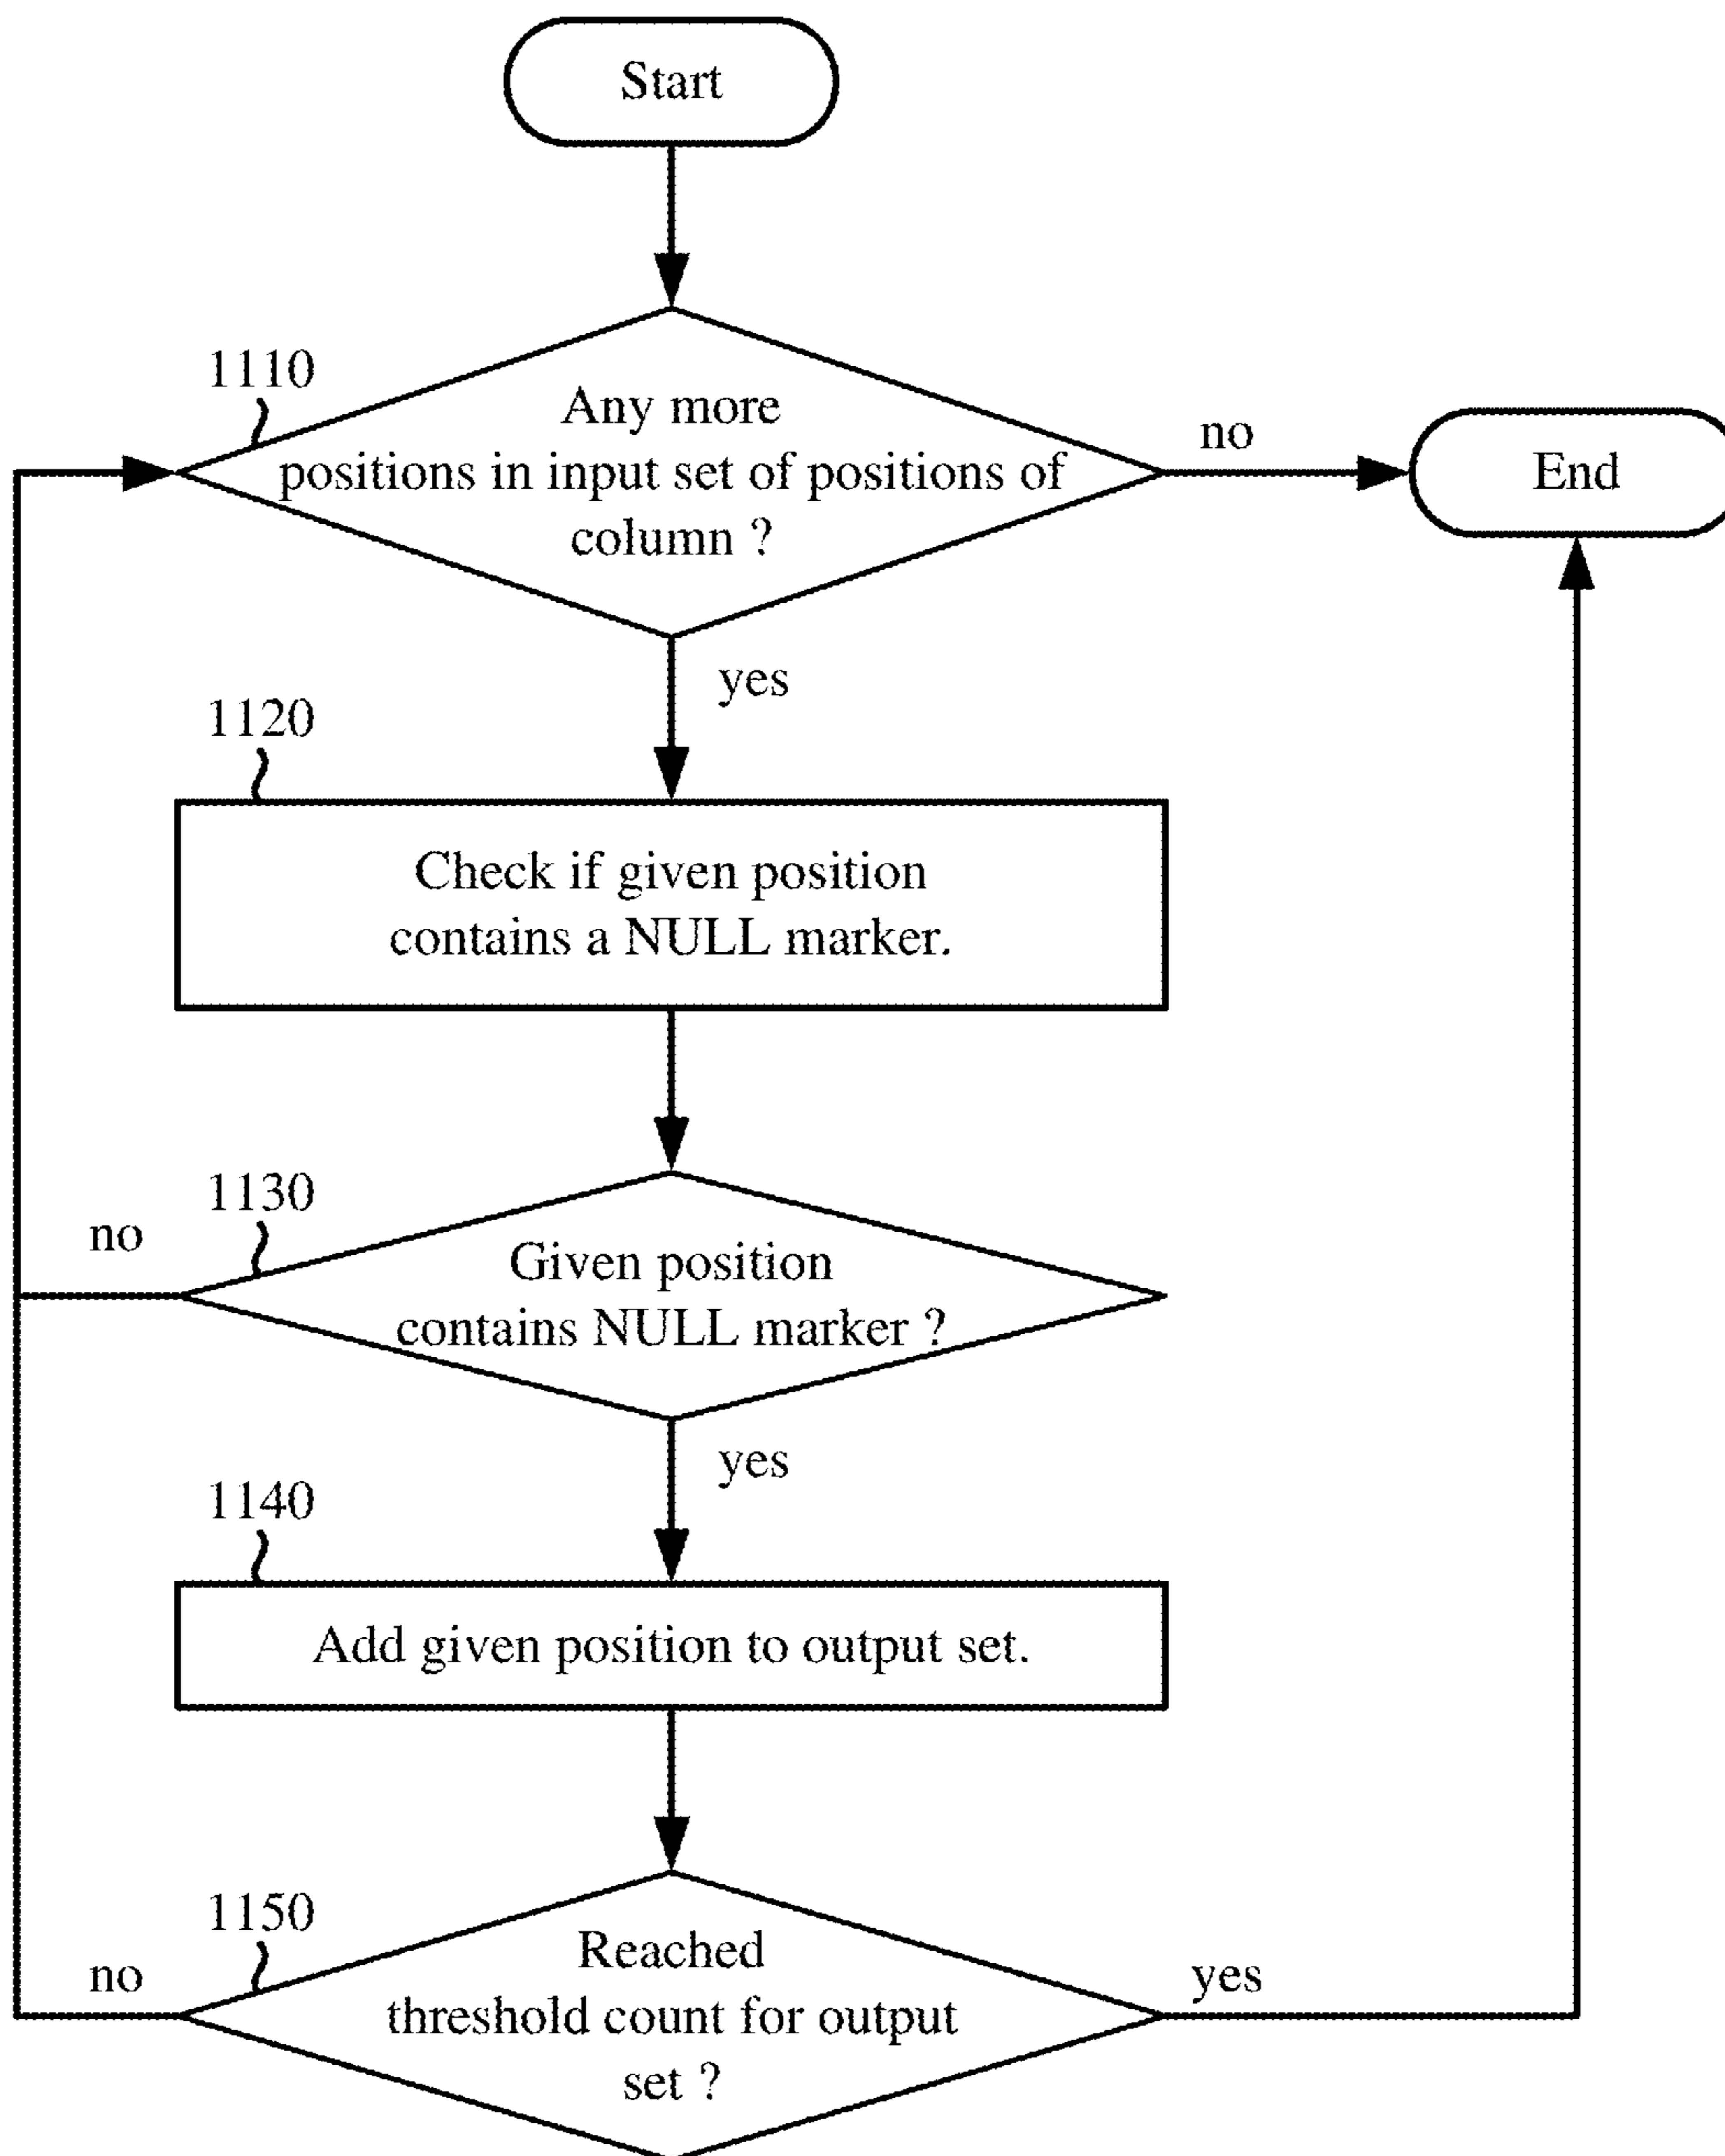 Start
1110
Any more
positions in input set of positions of
column ?
no
End
yes
1120
Check if given position
contains a NULL marker.
1130
no
Given position
contains NULL marker ?
yes
1140
Add given position to output set.
1150
no
Reached
threshold count for output
set ?
yes